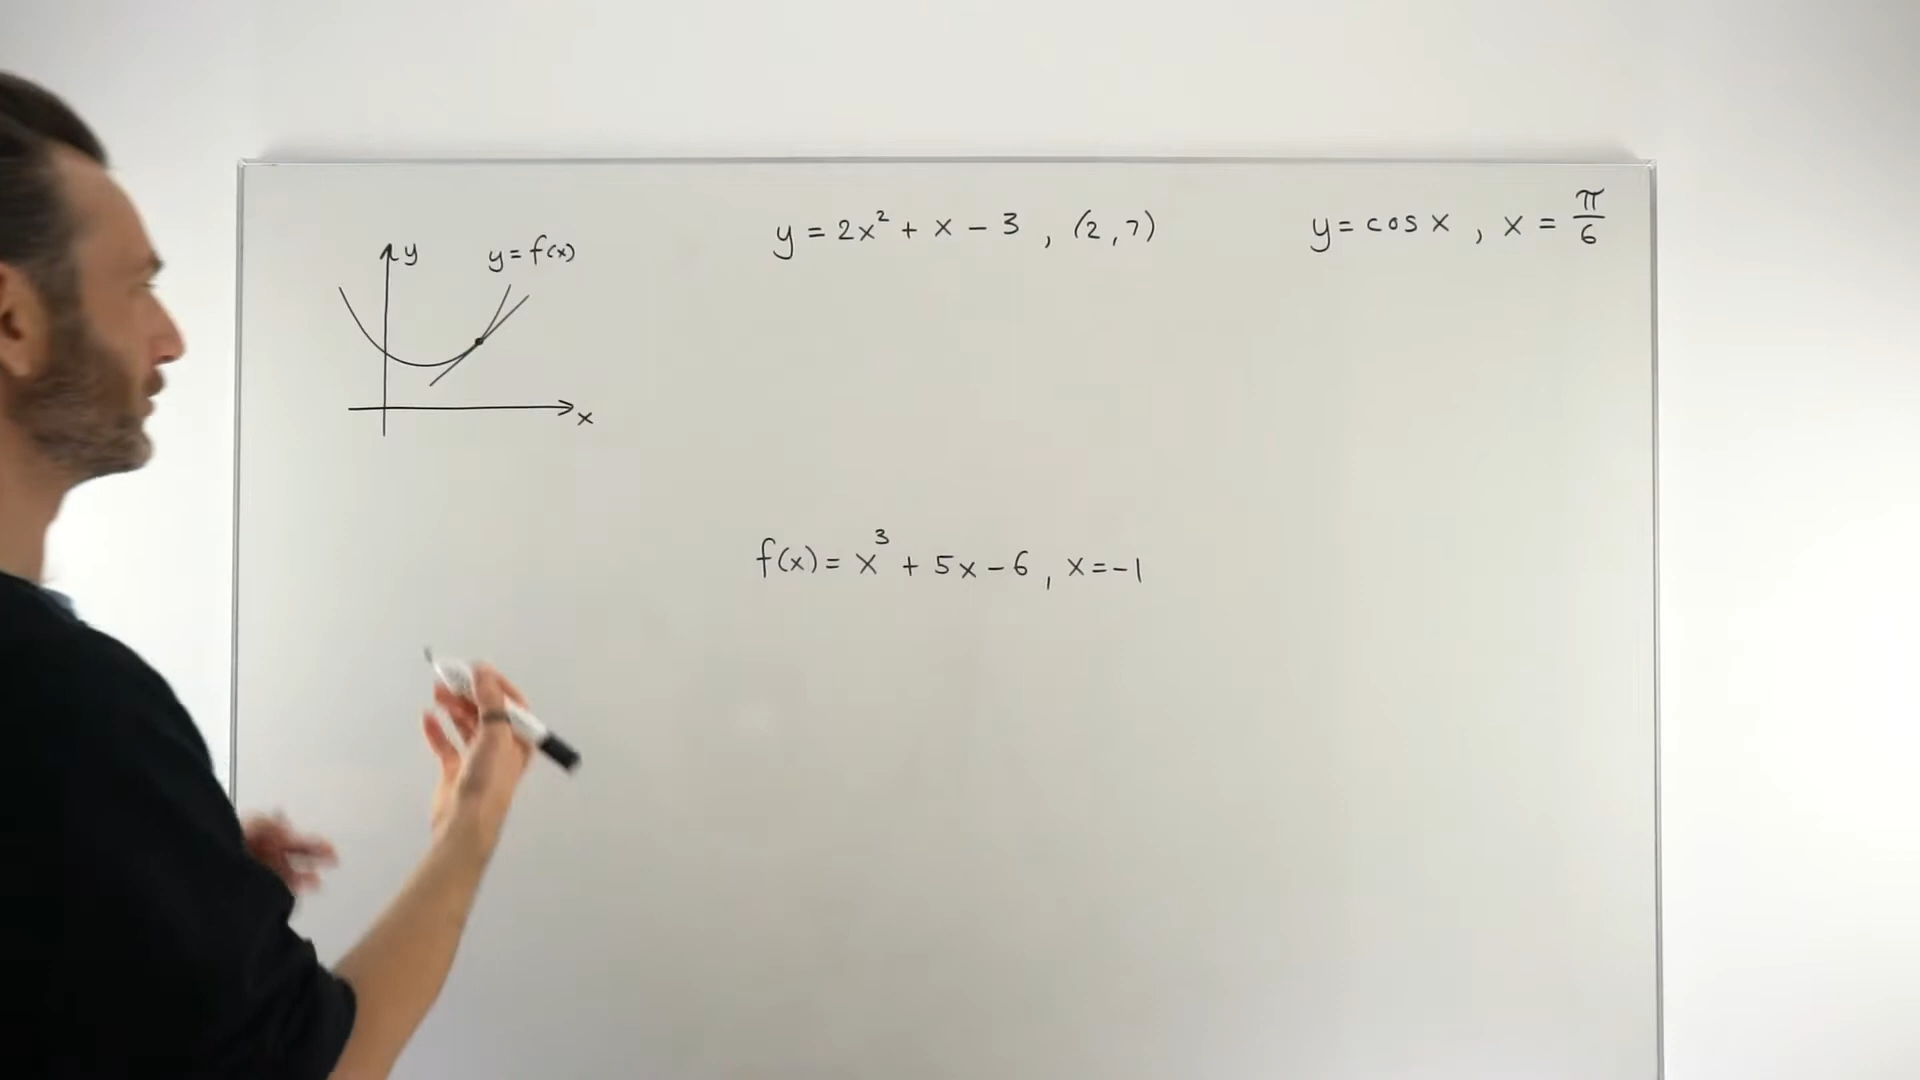 y
y = f(x)
x
y = 2x² + x - 3 , (2,7)
f(x) = x³ + 5x - 6 , x = -1
y = cos x , x = π/6